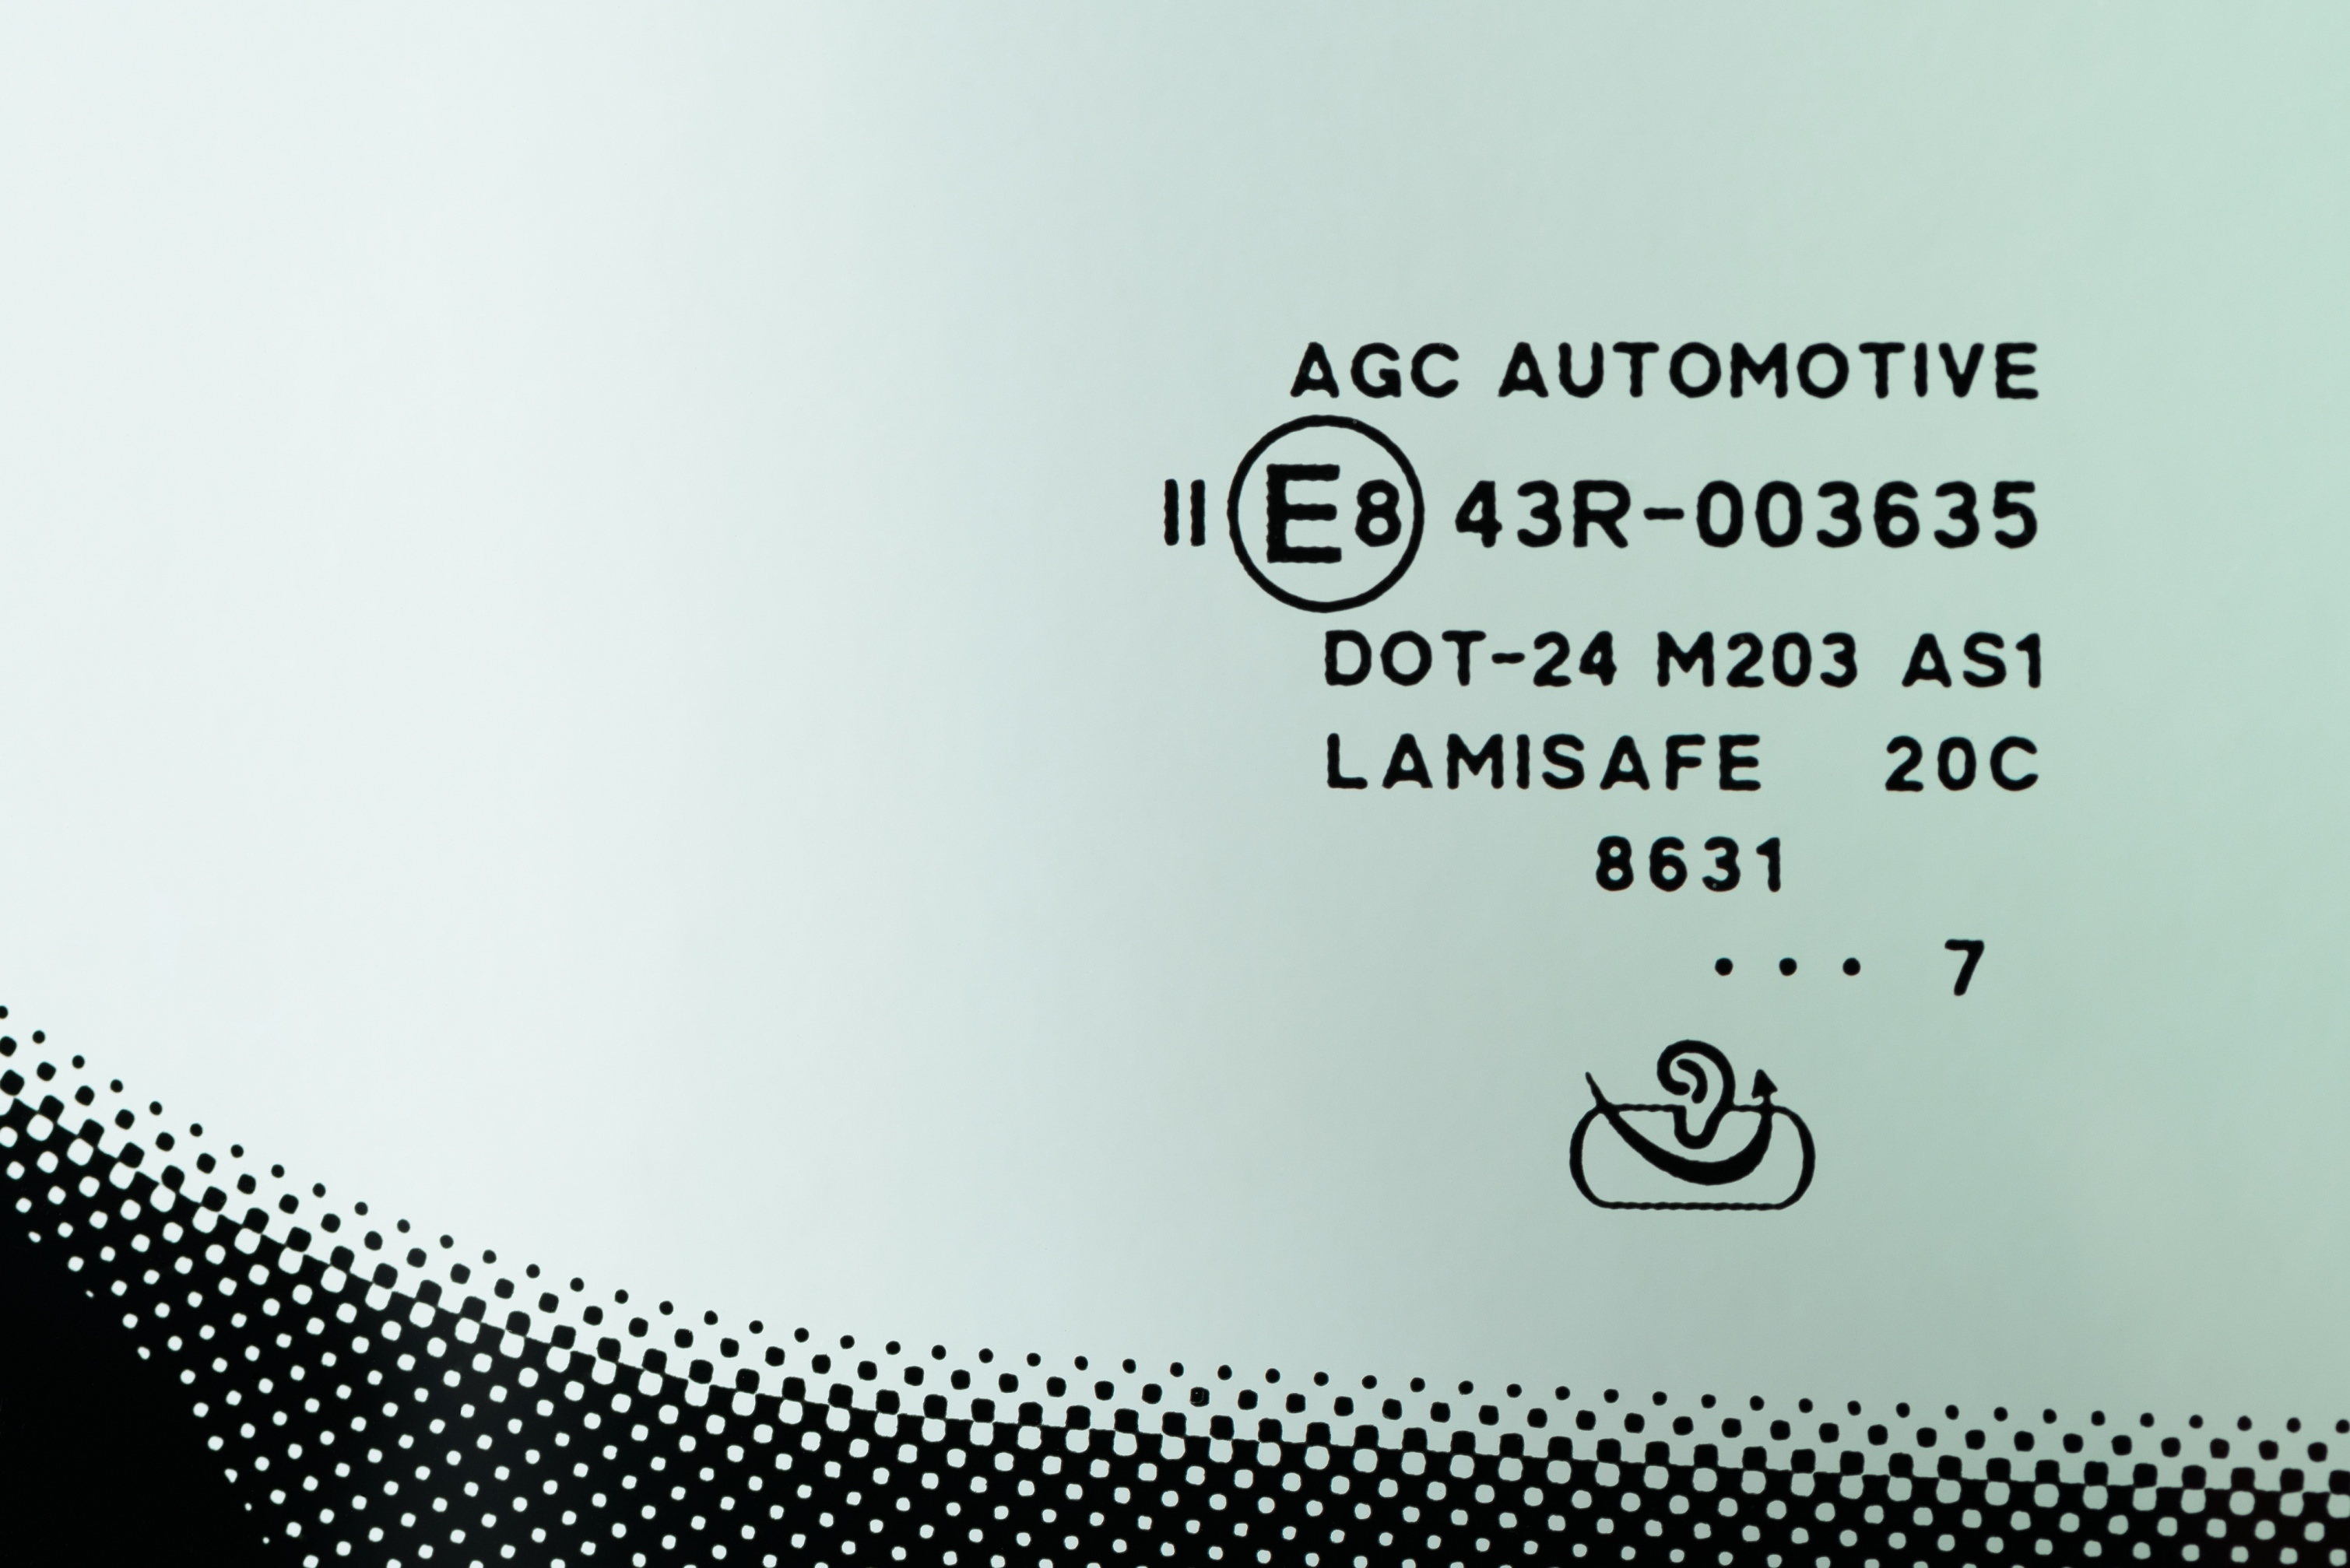 AGC AUTOMOTIVE
II E8 43R-003635
DOT-24 M203 AS1
LAMISAFE 20C
8631
... 7